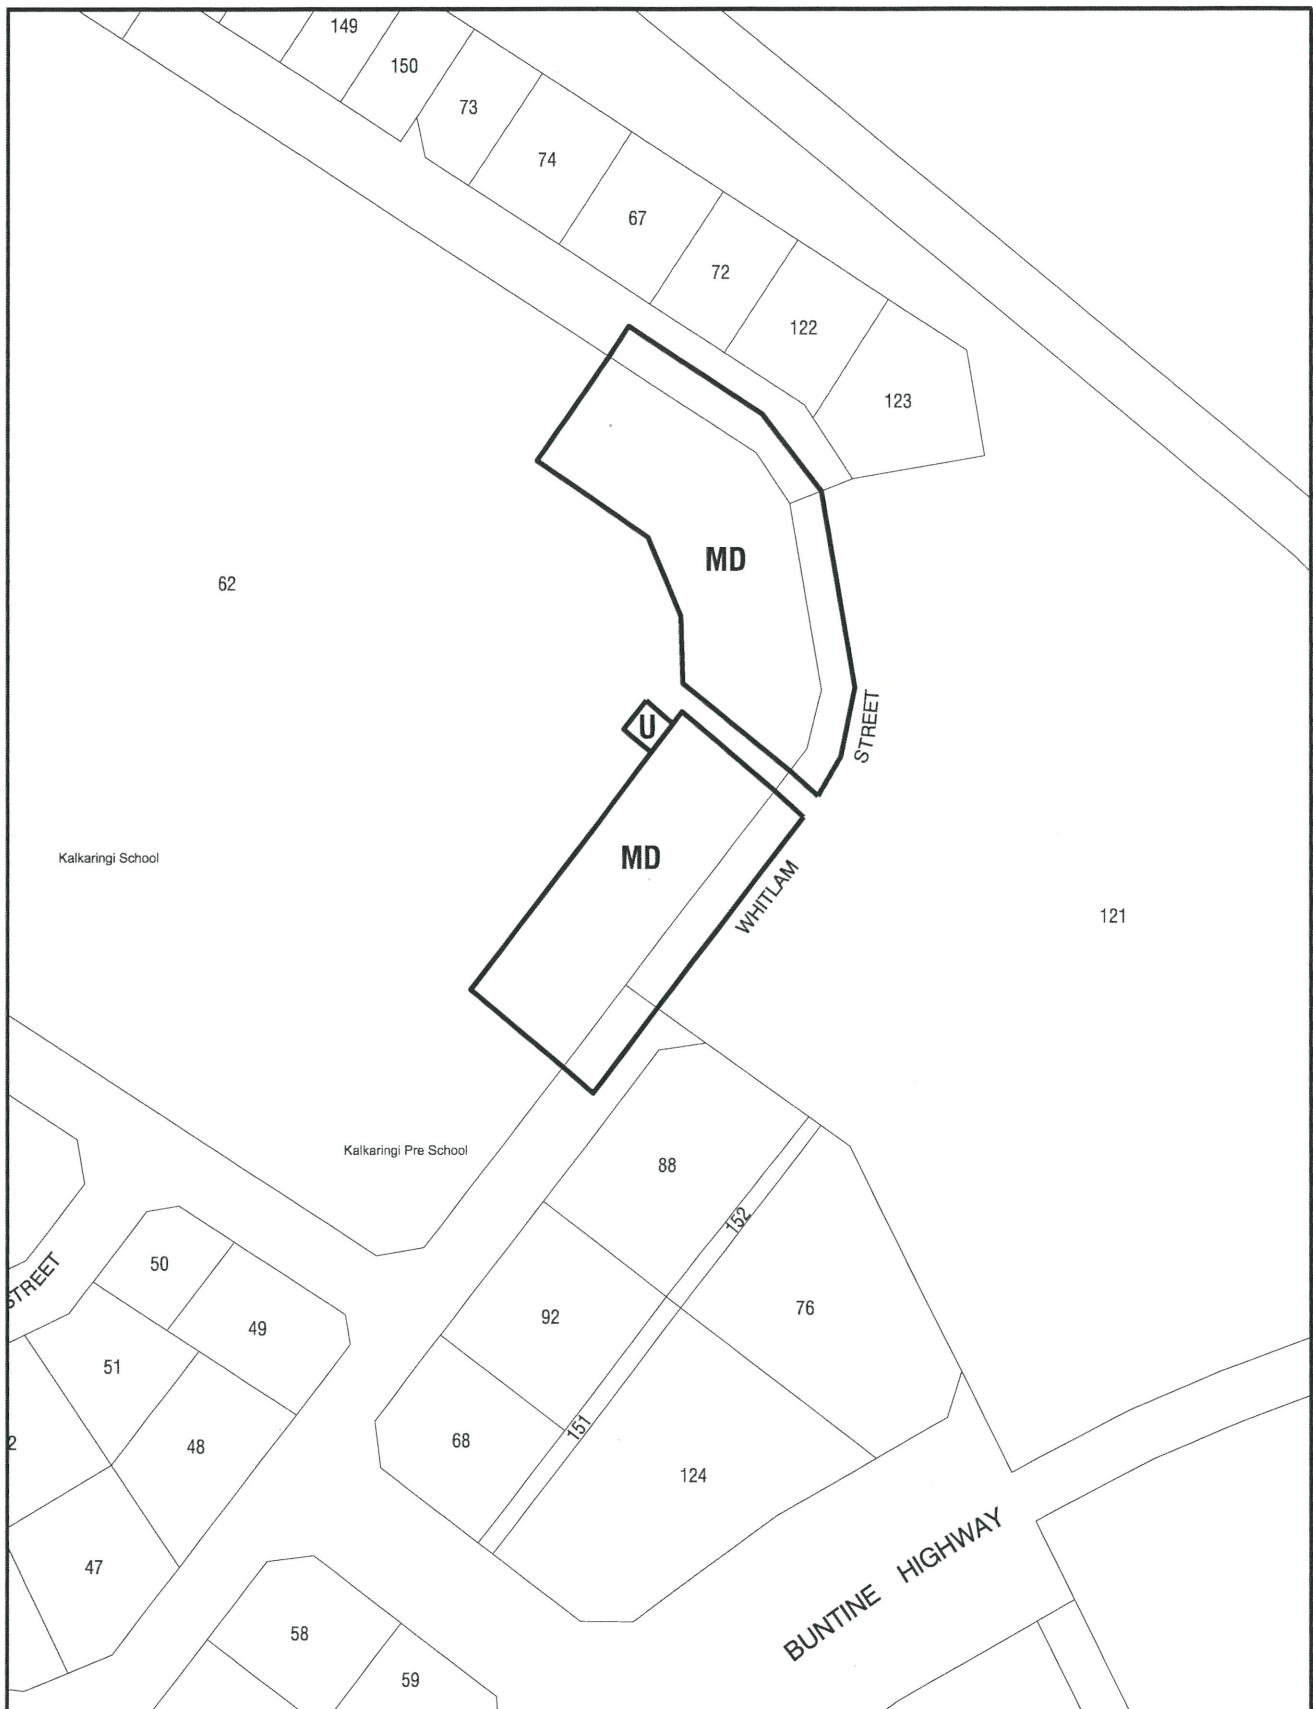 149
150
73
74
67
72
122
123
MD
62
STREET
U
MD
Kalkaringi School
WHITLAM
121
Kalkaringi Pre School
88
152
50
STREET
92
76
49
51
2
48
68
151
124
BUNTINE HIGHWAY
47
58
59